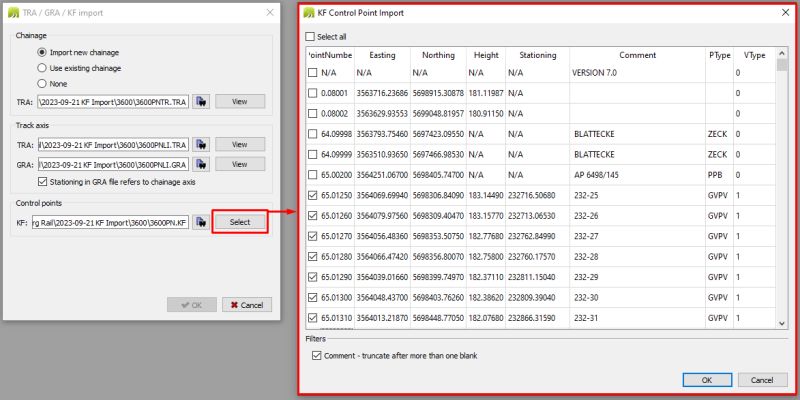 TRA / GRA / KF import
Chainage
Import new chainage
Use existing chainage
None
TRA: \2023-09-21 KF Import\3600\3600PNTR.TRA View
Track axis
TRA: il\2023-09-21 KF Import\3600\3600PNLI.TRA View
GRA: il\2023-09-21 KF Import\3600\3600PNLI.GRA View
Stationing in GRA file refers to chainage axis
Control points
KF: rg Rail\2023-09-21 KF Import\3600\3600PN.KF Select
OK Cancel
KF Control Point Import
Select all
PointNumbe Easting Northing Height Stationing Comment PType VType
N/A N/A N/A N/A N/A VERSION 7.0 0
0.08001 3563716.23686 5698915.30878 181.11987 0
0.08002 3563629.93553 5699048.81957 180.91150 0
64.09998 3563793.75460 5697423.09550 N/A N/A BLATTECKE ZECK 0
64.09999 3563510.93650 5697466.98530 N/A N/A BLATTECKE ZECK 0
65.00200 3564251.06700 5698405.74700 N/A N/A AP 6498/145 PPB 0
65.01250 3564069.69940 5698306.84090 183.14490 232716.50680 232-25 GVPV 1
65.01260 3564079.97560 5698309.40470 183.15770 232713.06530 232-26 GVPV 1
65.01270 3564056.48360 5698353.50750 182.77680 232762.84990 232-27 GVPV 1
65.01280 3564066.47420 5698356.80070 182.75800 232760.17570 232-28 GVPV 1
65.01290 3564039.01660 5698399.74970 182.37110 232811.15040 232-29 GVPV 1
65.01300 3564048.43700 5698403.76260 182.38620 232809.39040 232-30 GVPV 1
65.01310 3564013.21870 5698448.77050 182.07680 232866.31590 232-31 GVPV 1
Filters
Comment - truncate after more than one blank
OK Cancel